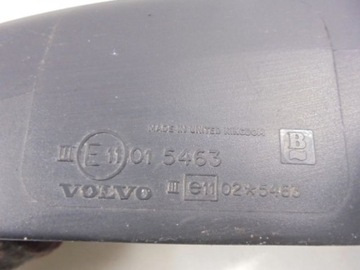 MADE IN UNITED KINGDOM
B
III E11 01 5463
VOLVO III e11 02*5463